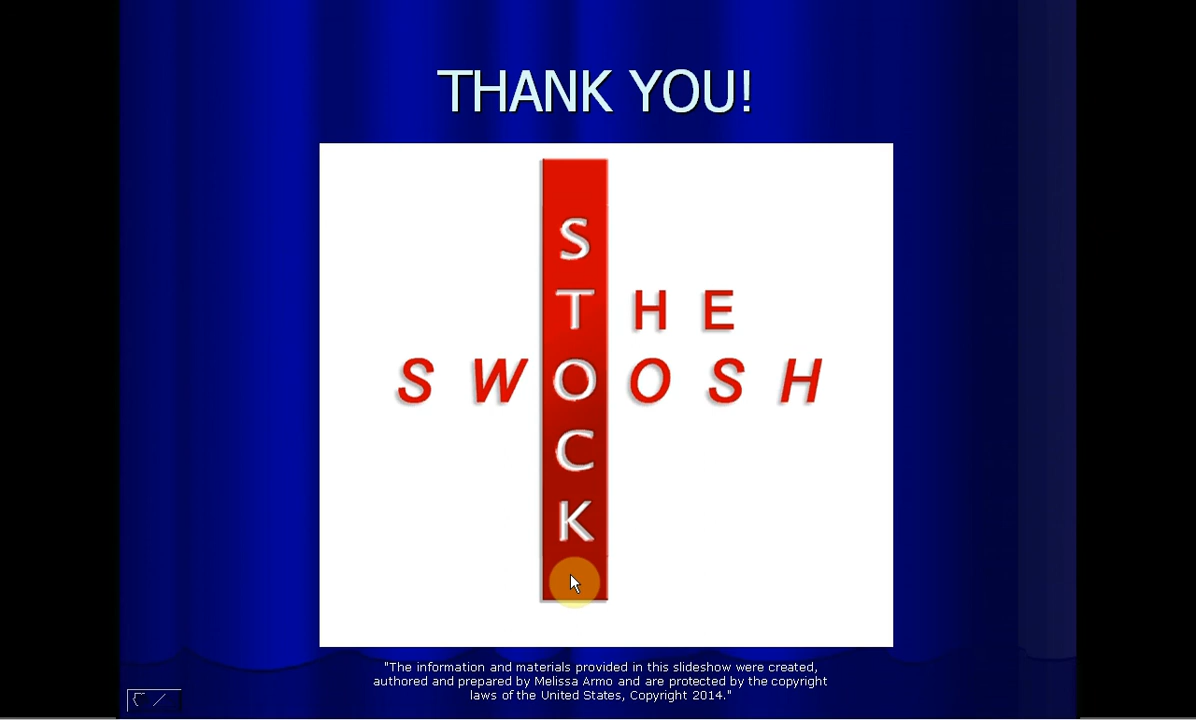 THANK YOU!
S
T H E
S W O O S H
C
K
"The information and materials provided in this slideshow were created,
authored and prepared by Melissa Armo and are protected by the copyright
laws of the United States, Copyright 2014."